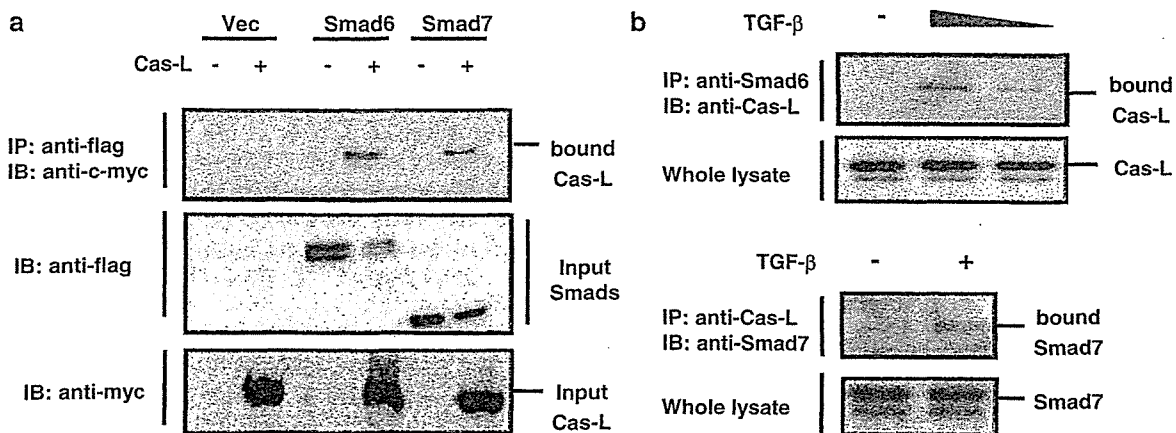 a
Vec Smad6 Smad7
Cas-L - + - + - +
IP: anti-flag
IB: anti-c-myc
bound
Cas-L
IB: anti-flag
Input
Smads
IB: anti-myc
Input
Cas-L
b
TGF-β -
IP: anti-Smad6
IB: anti-Cas-L
bound
Cas-L
Whole lysate
Cas-L
TGF-β - +
IP: anti-Cas-L
IB: anti-Smad7
bound
Smad7
Whole lysate
Smad7